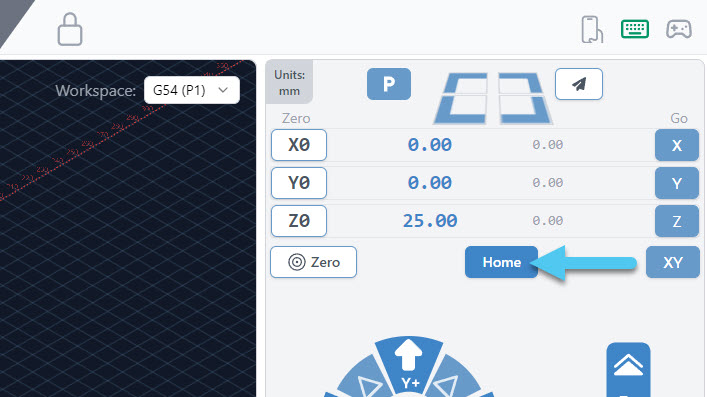 Workspace: G54 (P1)
Units:
mm
P
Zero
Go
X0 0.00 0.00 X
Y0 0.00 0.00 Y
Z0 25.00 0.00 Z
Zero Home XY
Y+